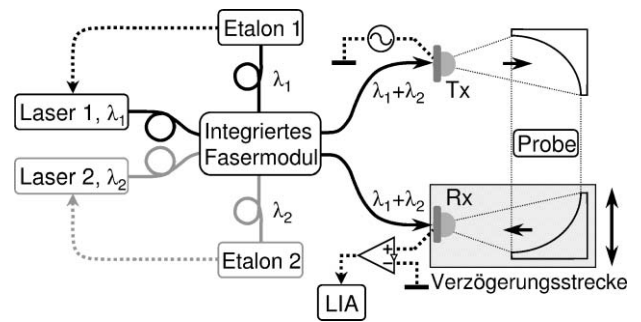 Etalon 1
λ₁
Laser 1, λ₁
Integriertes
Fasermodul
Laser 2, λ₂
λ₂
Etalon 2
λ₁+λ₂
Tx
Probe
λ₁+λ₂
Rx
+
−
LIA
Verzögerungsstrecke